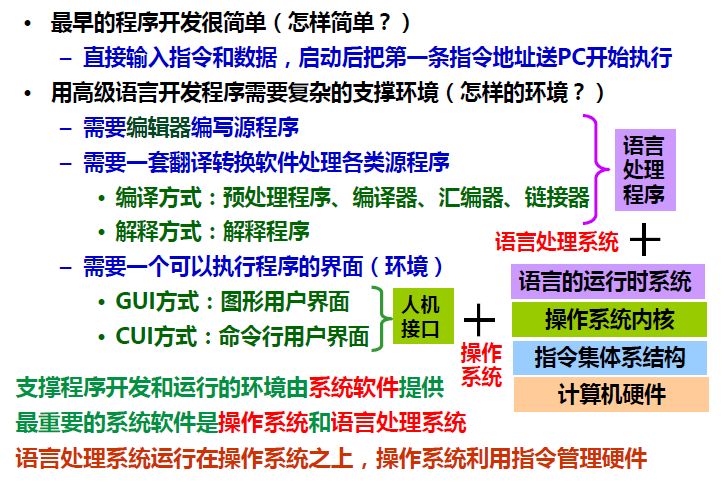 • 最早的程序开发很简单（怎样简单？）
– 直接输入指令和数据，启动后把第一条指令地址送PC开始执行
• 用高级语言开发程序需要复杂的支撑环境（怎样的环境？）
– 需要编辑器编写源程序
– 需要一套翻译转换软件处理各类源程序
• 编译方式：预处理程序、编译器、汇编器、链接器
• 解释方式：解释程序
语言
处理
程序
语言处理系统
+
– 需要一个可以执行程序的界面（环境）
• GUI方式：图形用户界面
• CUI方式：命令行用户界面
人机
接口
+
操作
系统
语言的运行时系统
操作系统内核
指令集体系结构
计算机硬件
支撑程序开发和运行的环境由系统软件提供
最重要的系统软件是操作系统和语言处理系统
语言处理系统运行在操作系统之上，操作系统利用指令管理硬件